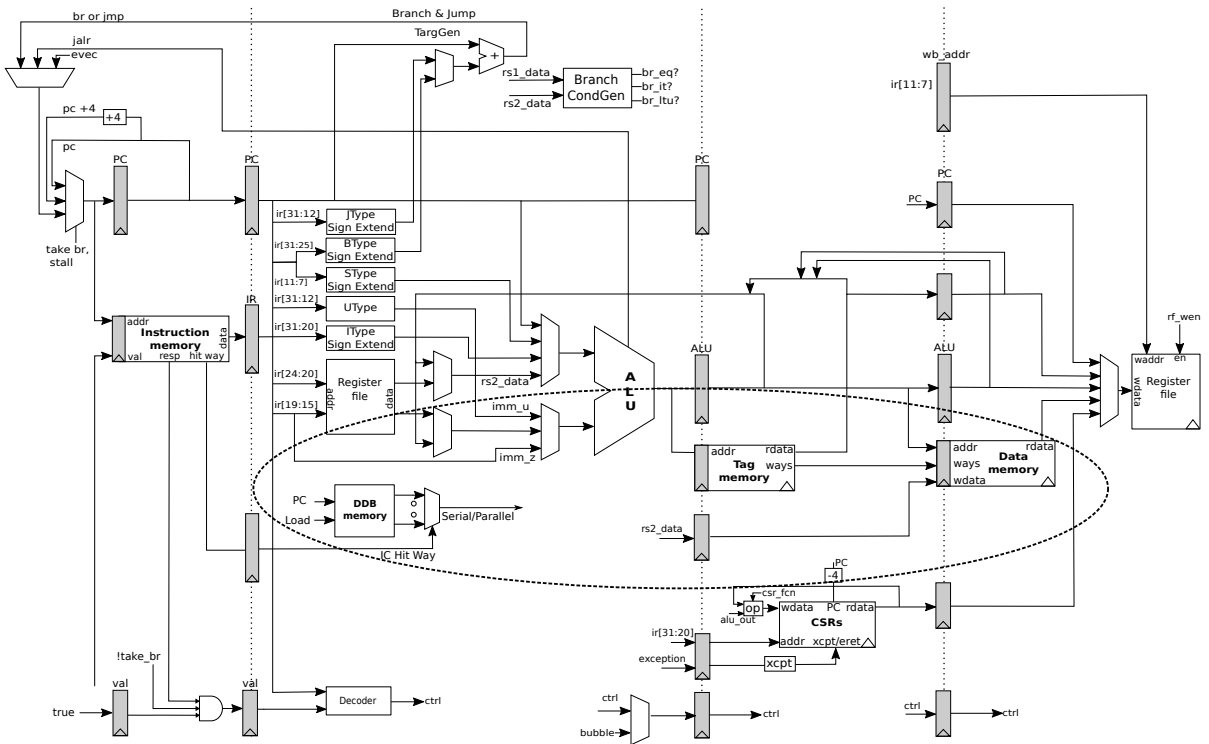 br or jmp
Branch & Jump
TargGen
jalr
evec
+
rs1_data
rs2_data
Branch
CondGen
br_eq?
br_it?
br_ltu?
wb_addr
ir[11:7]
pc +4
+4
pc
PC
PC
PC
PC
PC
take br,
stall
ir[31:12]
JType
Sign Extend
ir[31:25]
BType
Sign Extend
ir[11:7]
SType
Sign Extend
IR
ir[31:12]
UType
ir[31:20]
IType
Sign Extend
addr
Instruction
memory
data
val
resp
hit way
ir[24:20]
ir[19:15]
addr
Register
file
data
rs2_data
imm_u
imm_z
A
L
U
ALU
ALU
rf_wen
waddr
en
wdata
Register
file
addr
rdata
Tag
memory
ways
addr
rdata
ways
Data
memory
wdata
PC
Load
DDB
memory
Serial/Parallel
IC Hit Way
rs2_data
PC
-4
csr_fcn
op
alu_out
wdata
PC
rdata
CSRs
addr
xcpt/eret
ir[31:20]
exception
xcpt
!take_br
true
val
val
Decoder
ctrl
ctrl
bubble
ctrl
ctrl
ctrl